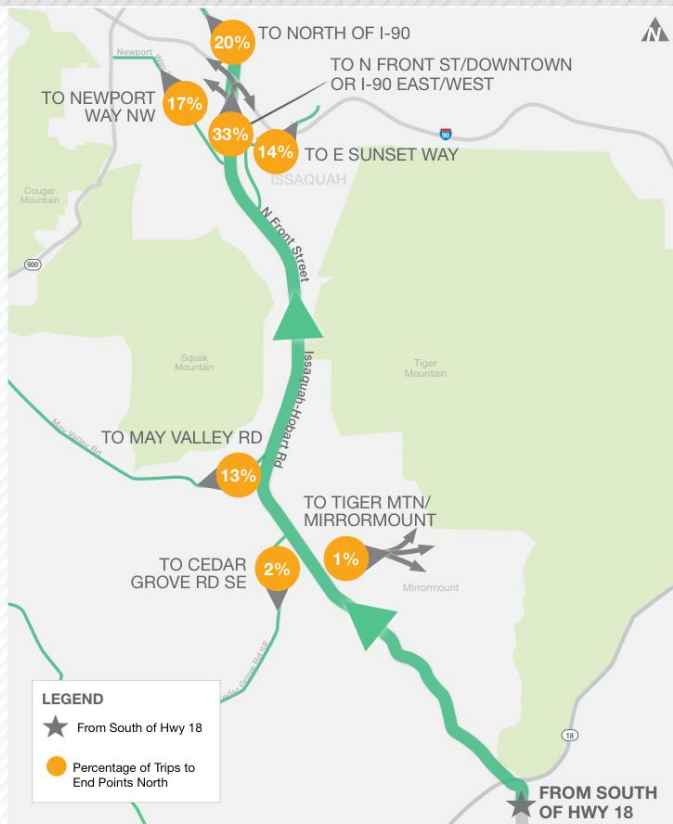 N
20%
TO NORTH OF I-90
Newport
TO N FRONT ST/DOWNTOWN
OR I-90 EAST/WEST
TO NEWPORT
WAY NW
17%
33%
14%
TO E SUNSET WAY
90
ISSAQUAH
Cougar
Mountain
N Front Street
900
Squak
Mountain
Tiger
Mountain
Issaquah-Hobart Rd
May Valley Rd
TO MAY VALLEY RD
13%
TO TIGER MTN/
MIRRORMOUNT
1%
TO CEDAR
GROVE RD SE
2%
Mirrormount
Grove Rd SE
LEGEND
From South of Hwy 18
Percentage of Trips to
End Points North
18
FROM SOUTH
OF HWY 18